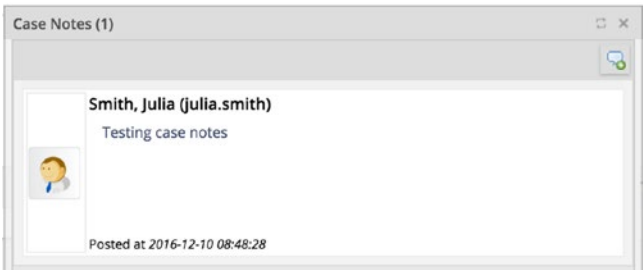 Case Notes (1)
Smith, Julia (julia.smith)
Testing case notes
Posted at 2016-12-10 08:48:28